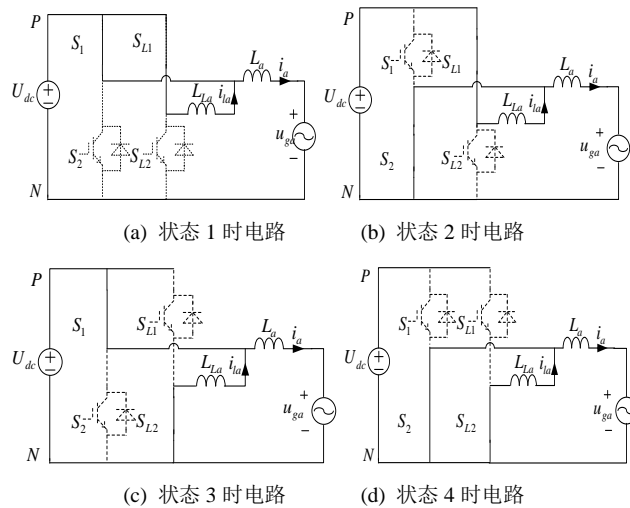 P
S1
SL1
La
ia
Udc
LLa
ila
S2
SL2
+
uga
−
N
(a) 状态 1 时电路
P
S1
SL1
La
ia
Udc
LLa
ila
S2
SL2
+
uga
−
N
(b) 状态 2 时电路
P
S1
SL1
La
ia
Udc
LLa
ila
S2
SL2
+
uga
−
N
(c) 状态 3 时电路
P
S1
SL1
La
ia
Udc
LLa
ila
S2
SL2
+
uga
−
N
(d) 状态 4 时电路